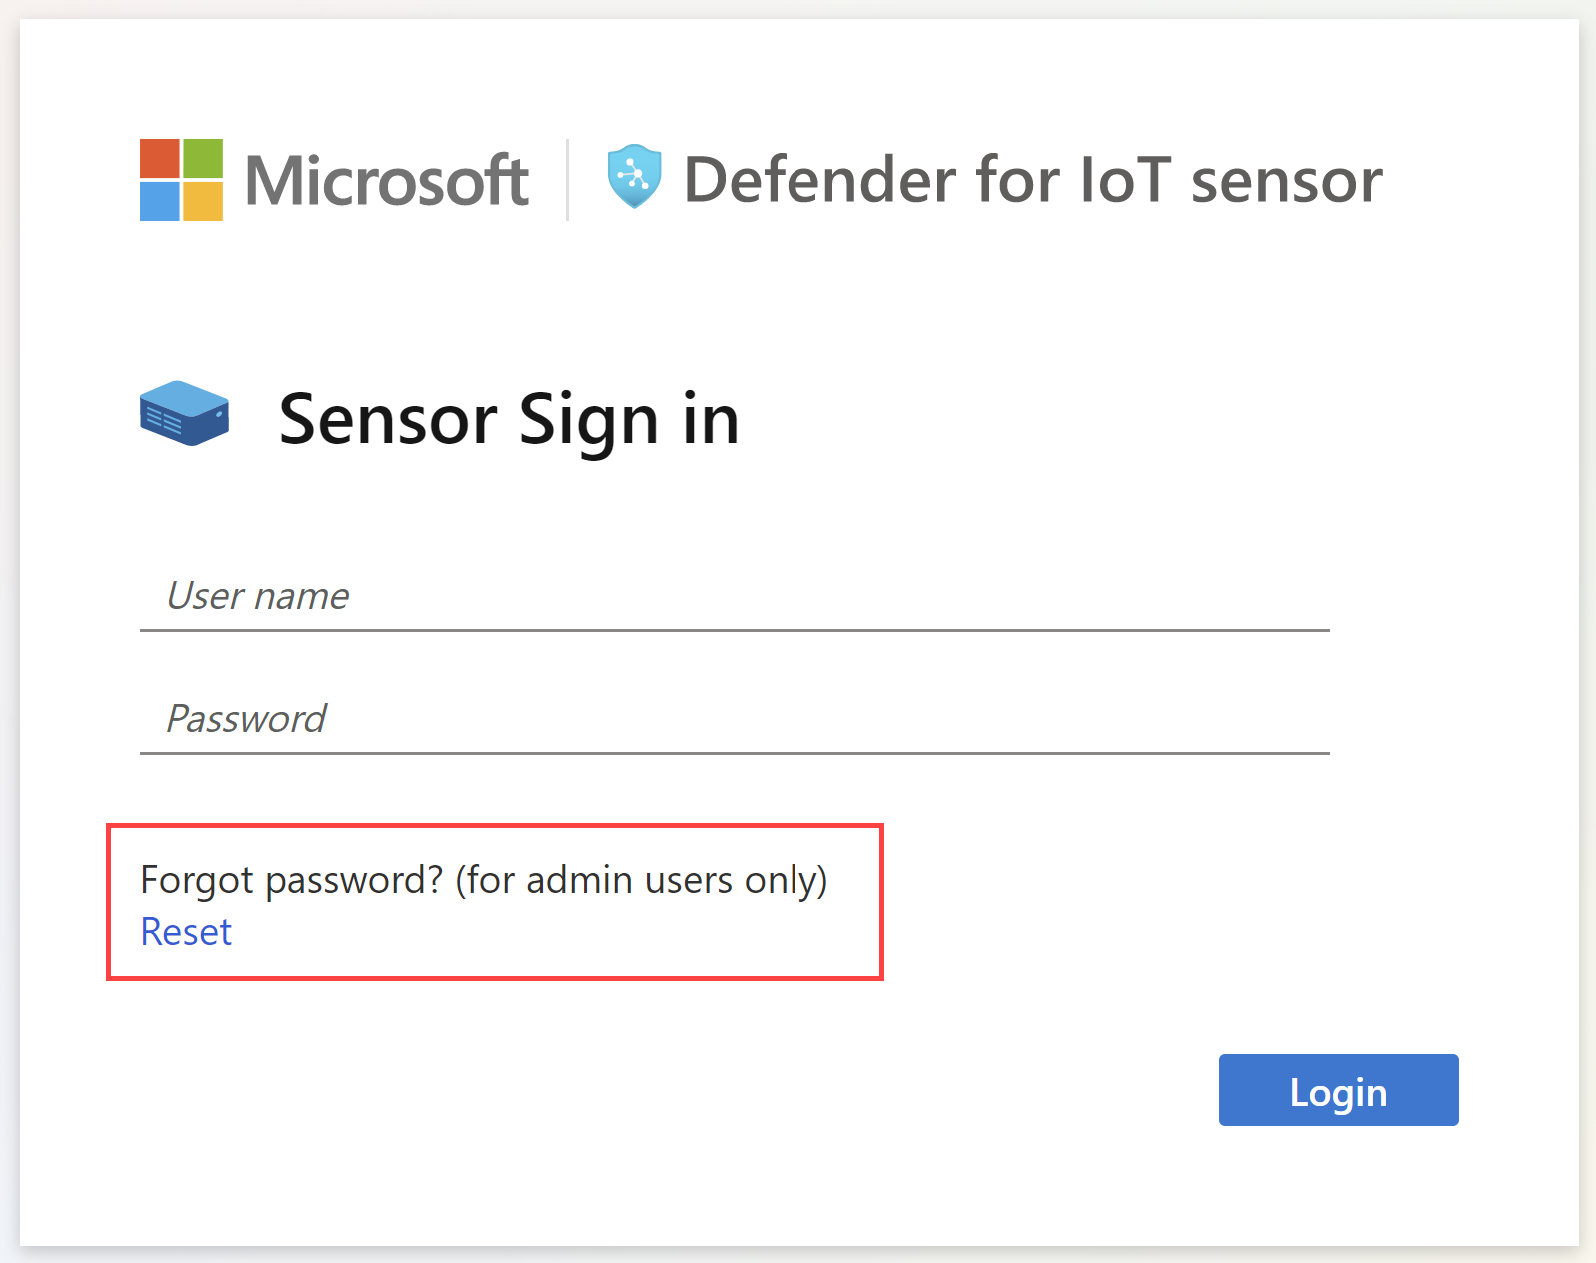 Microsoft Defender for IoT sensor
Sensor Sign in
User name
Password
Forgot password? (for admin users only)
Reset
Login